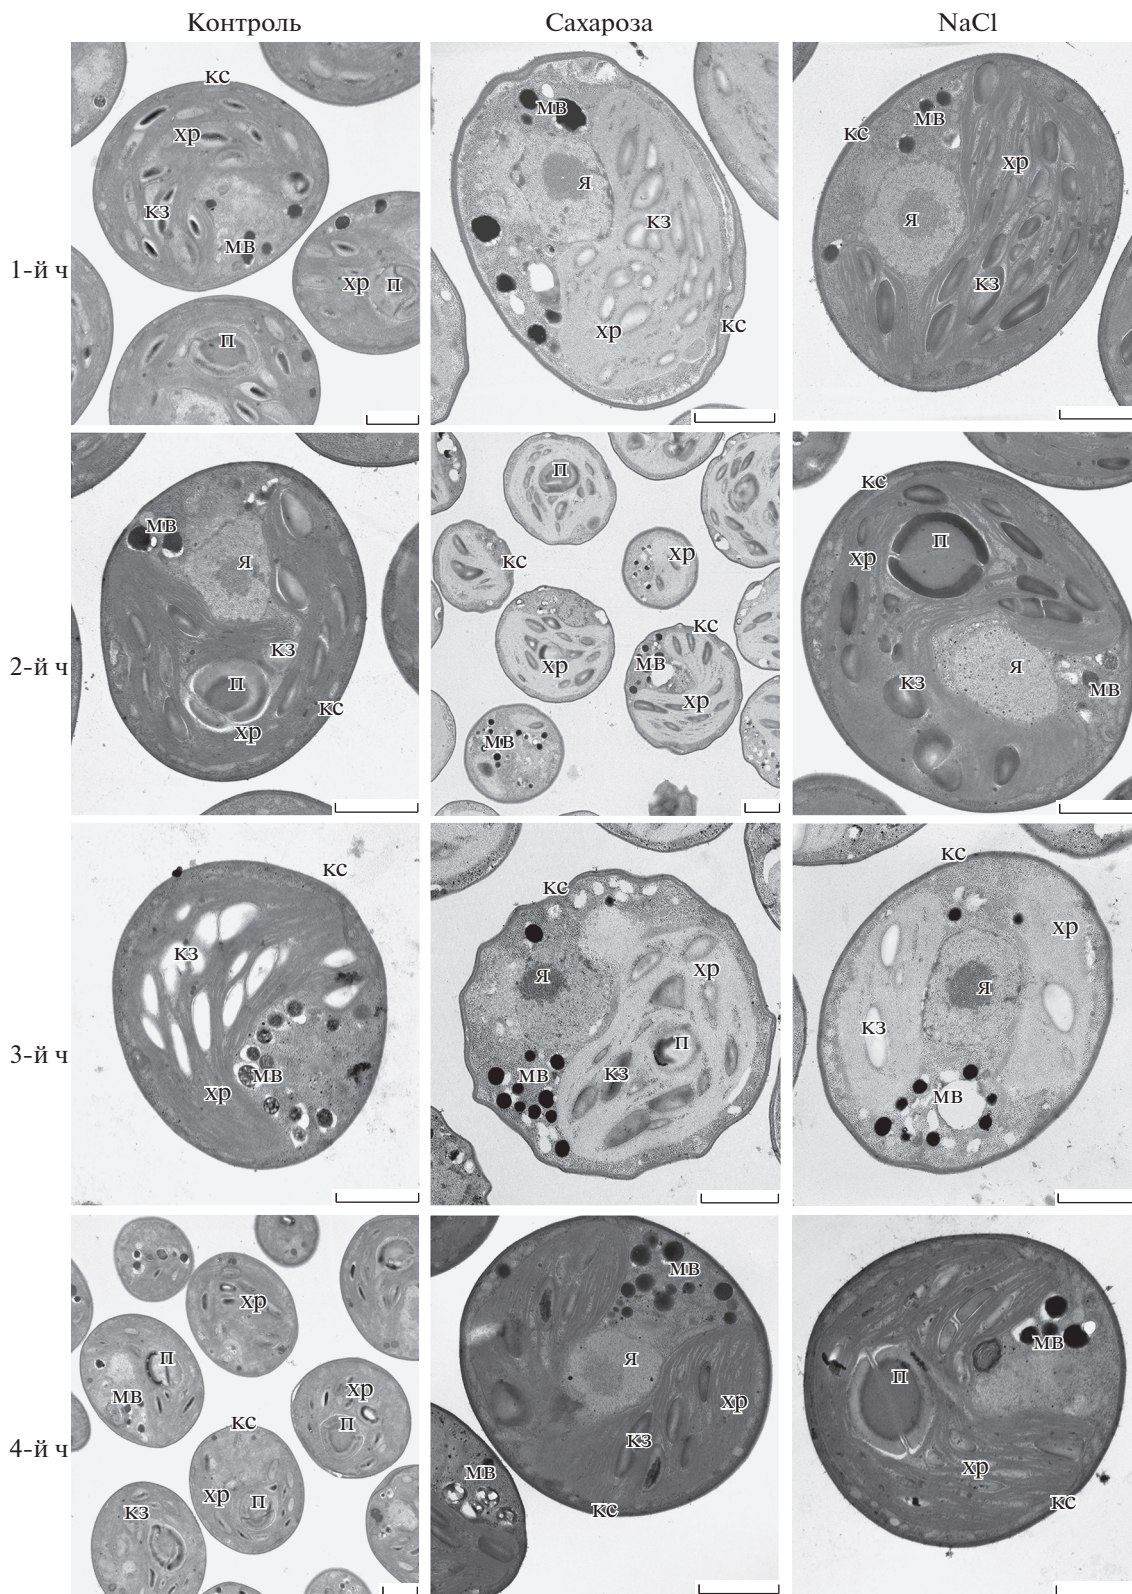 Контроль
Сахароза
NaCl
1-й ч
кс
хр
кз
мв
хр
п
п
мв
я
кз
хр
кс
мв
кс
хр
я
кз
2-й ч
мв
я
кз
п
кс
хр
п
кс
хр
хр
кс
мв
хр
мв
кс
п
хр
я
кз
мв
3-й ч
кс
кз
мв
хр
кс
я
хр
п
кз
мв
кс
хр
я
кз
мв
4-й ч
хр
п
мв
хр
п
кс
хр
п
кз
мв
я
хр
кз
мв
кс
мв
п
хр
кс